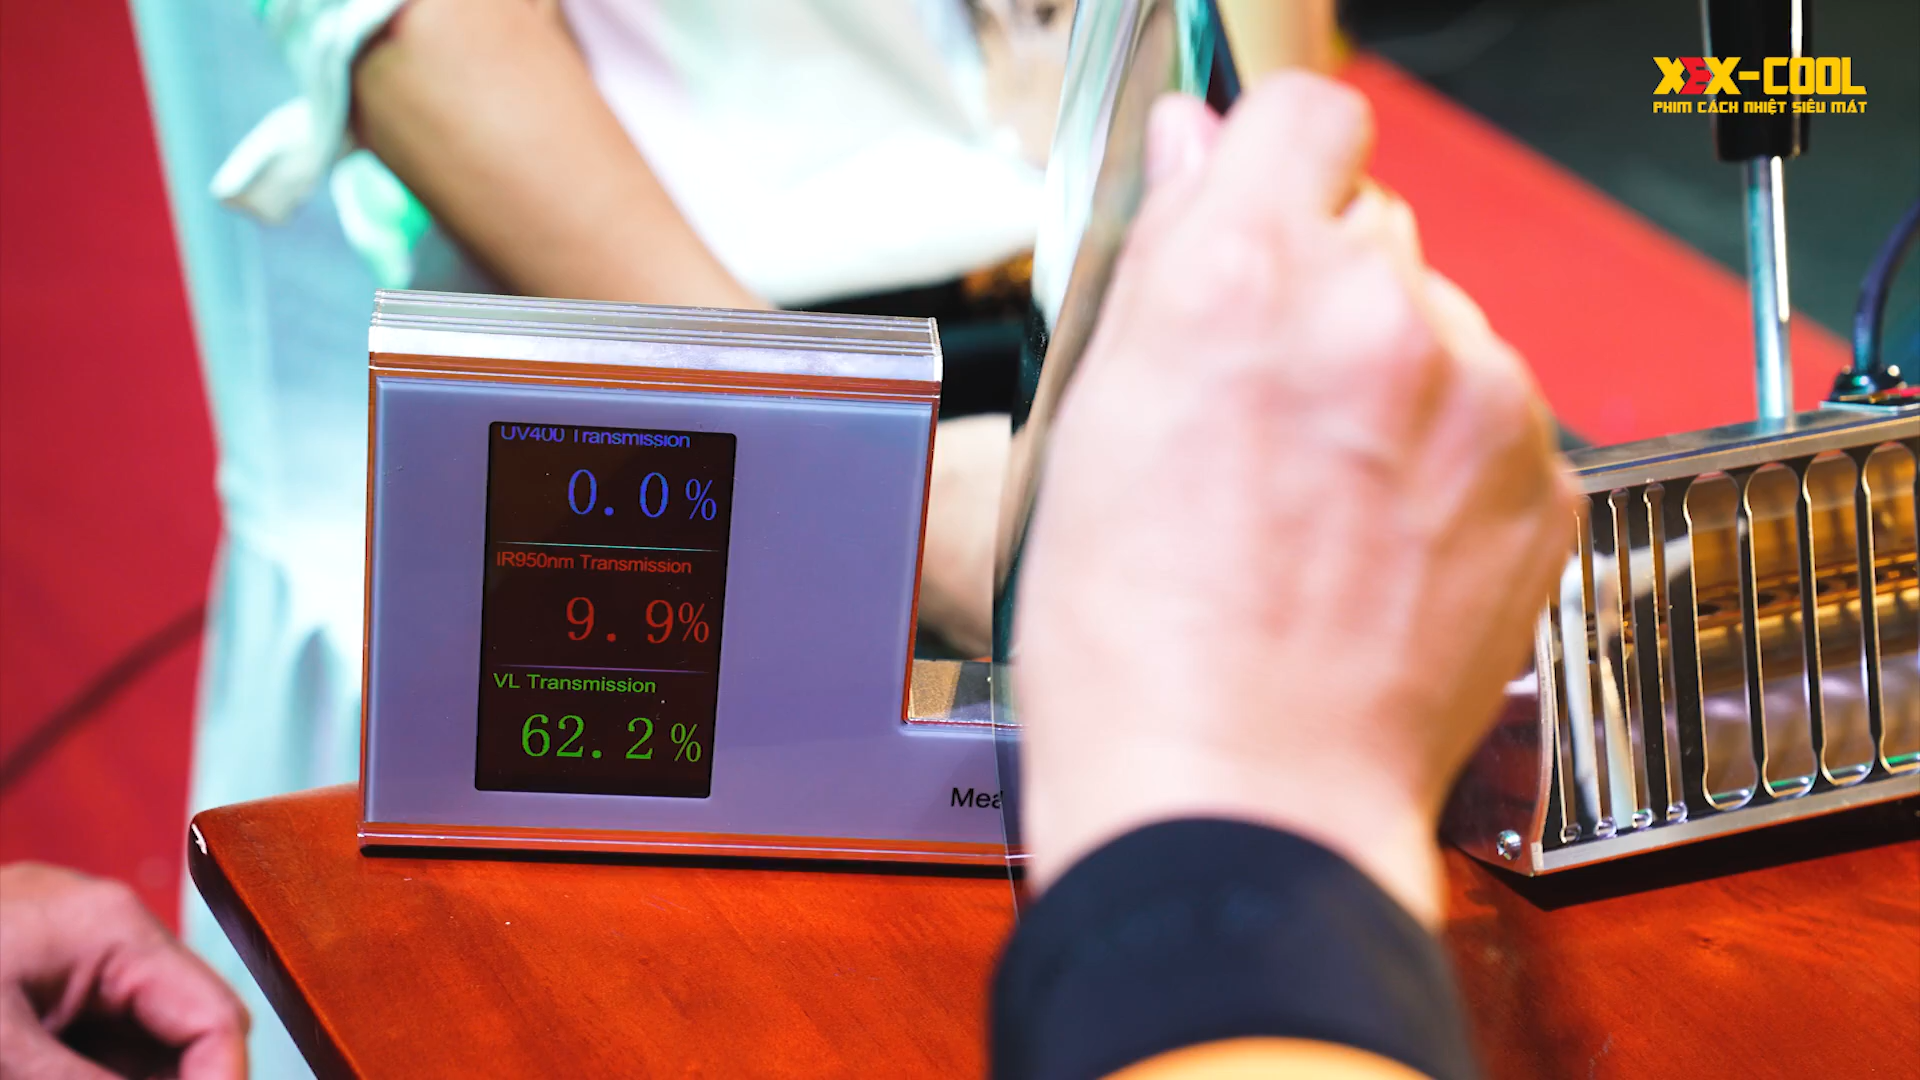 XEX-COOL
PHIM CÁCH NHIỆT SIÊU MÁT
UV400 Transmission
0.0 %
IR950nm Transmission
9.9%
VL Transmission
62.2 %
Mea